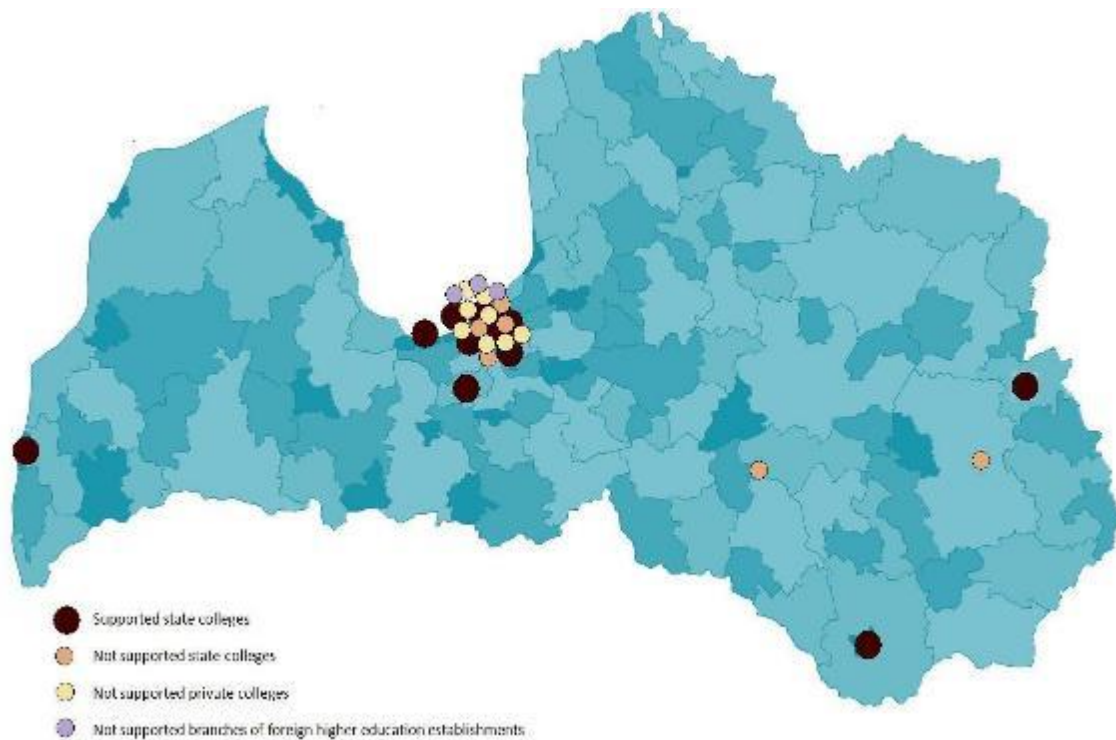 Supported state colleges
Not supported state colleges
Not supported private colleges
Not supported branches of foreign higher education establishments